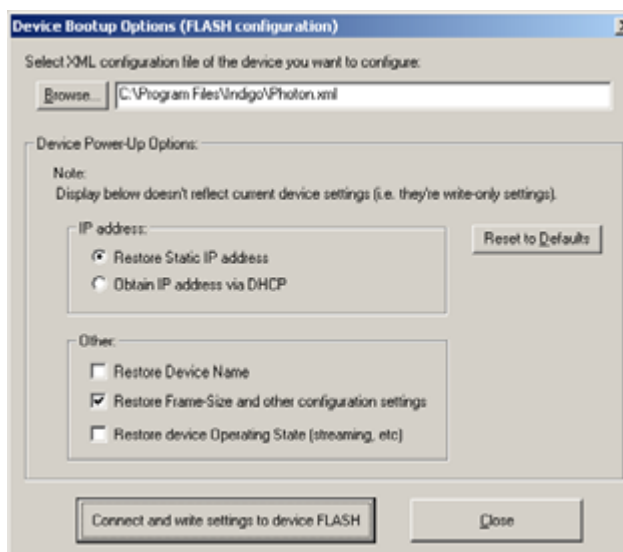 Device Bootup Options (FLASH configuration)
Select XML configuration file of the device you want to configure:
Browse... C:\Program Files\Indigo\Photon.xml
Device Power-Up Options:
Note:
Display below doesn't reflect current device settings (i.e. they're write-only settings).
IP address:
Reset to Defaults
Restore Static IP address
Obtain IP address via DHCP
Other:
Restore Device Name
Restore Frame-Size and other configuration settings
Restore device Operating State (streaming, etc)
Connect and write settings to device FLASH
Close